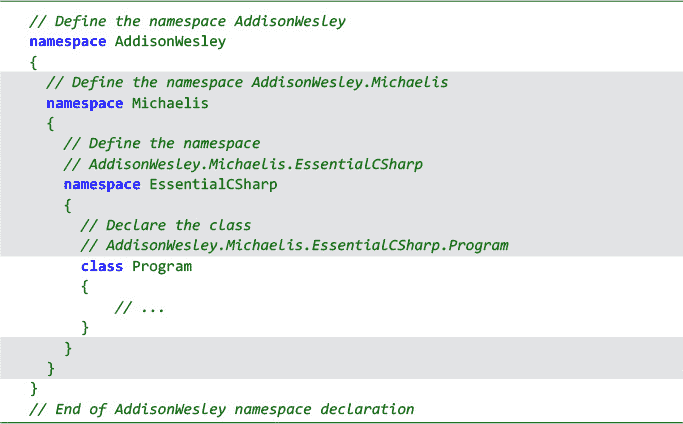 // Define the namespace AddisonWesley
namespace AddisonWesley
{
  // Define the namespace AddisonWesley.Michaelis
  namespace Michaelis
  {
    // Define the namespace
    // AddisonWesley.Michaelis.EssentialCSharp
    namespace EssentialCSharp
    {
      // Declare the class
      // AddisonWesley.Michaelis.EssentialCSharp.Program
      class Program
      {
          // ...
      }
    }
  }
}
// End of AddisonWesley namespace declaration